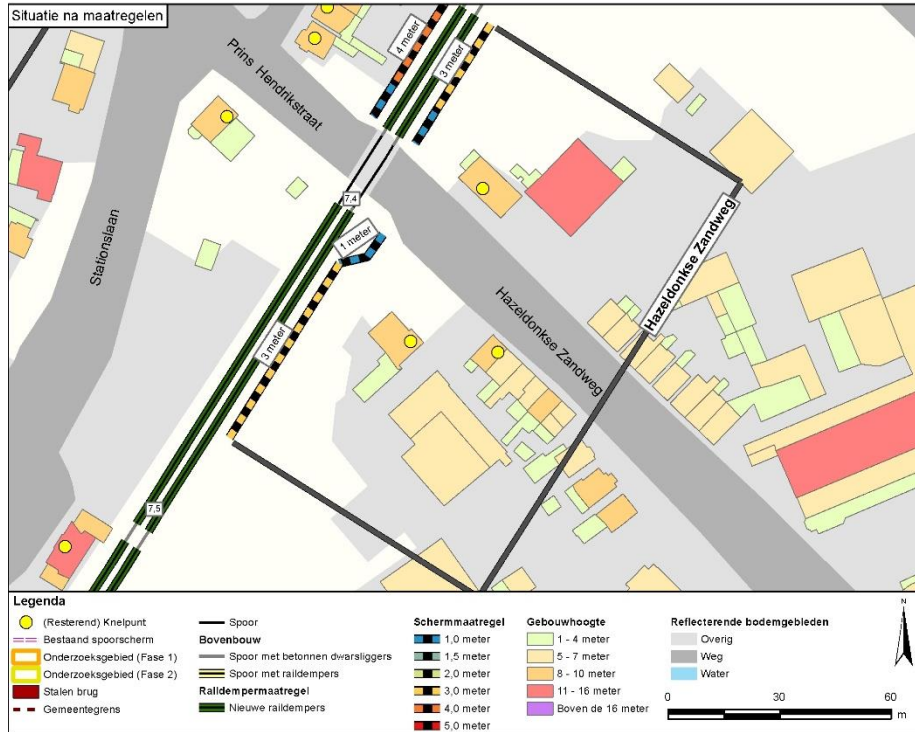 Situatie na maatregelen
Prins Hendrikstraat
4 meter
3 meter
7.4
1 meter
Stationslaan
3 meter
Hazeldonkse Zandweg
Hazeldonkse Zandweg
7,5
Legenda
(Resterend) Knelpunt
Bestaand spoorscherm
Onderzoeksgebied (Fase 1)
Onderzoeksgebied (Fase 2)
Stalen brug
Gemeentegrens
Spoor
Bovenbouw
Spoor met betonnen dwarsliggers
Spoor met raildempers
Raildempermaatregel
Nieuwe raildempers
Schermmaatregel
1,0 meter
1,5 meter
2,0 meter
3,0 meter
4,0 meter
5,0 meter
Gebouwhoogte
1 - 4 meter
5 - 7 meter
8 - 10 meter
11 - 16 meter
Boven de 16 meter
Reflecterende bodemgebieden
Overig
Weg
Water
N
0 30 60
m